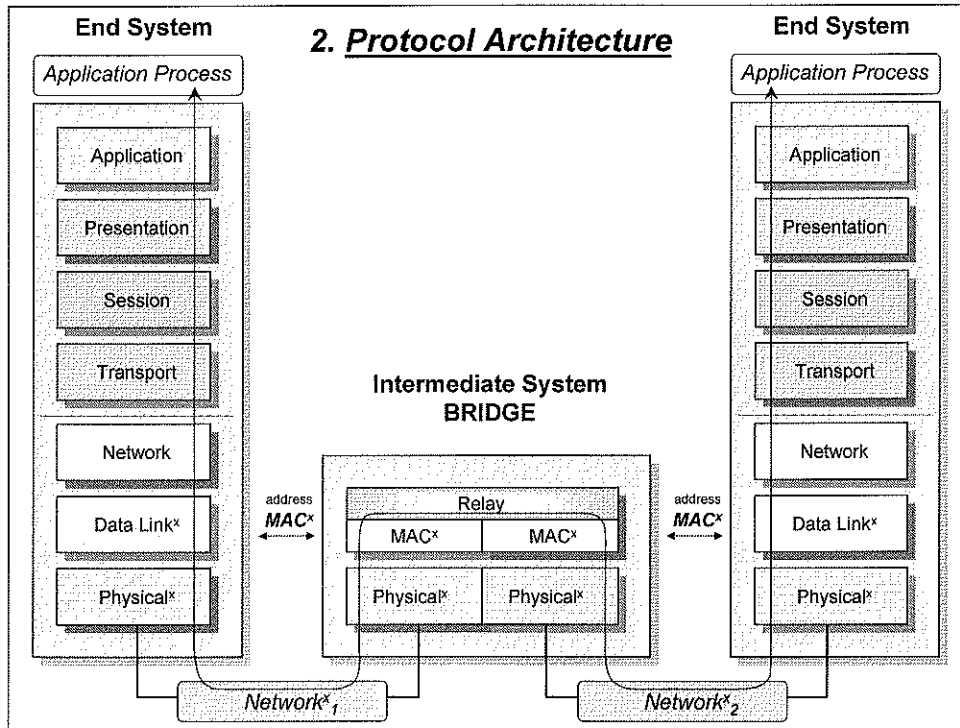 End System
2. Protocol Architecture
End System
Application Process
Application Process
Application
Presentation
Session
Transport
Network
Data Linkˣ
Physicalˣ
Intermediate System
BRIDGE
address
MACˣ
Relay
MACˣ
MACˣ
Physicalˣ
Physicalˣ
address
MACˣ
Application
Presentation
Session
Transport
Network
Data Linkˣ
Physicalˣ
Networkˣ₁
Networkˣ₂